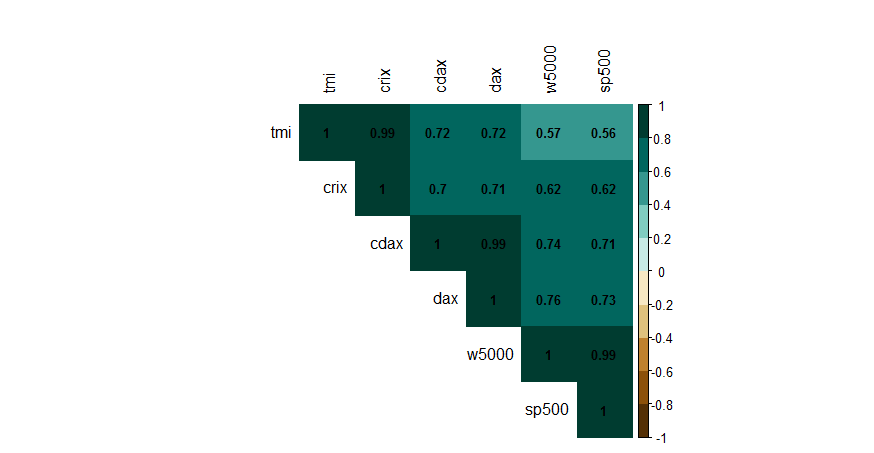 tmi crix cdax dax w5000 sp500
tmi 1 0.99 0.72 0.72 0.57 0.56
crix 1 0.7 0.71 0.62 0.62
cdax 1 0.99 0.74 0.71
dax 1 0.76 0.73
w5000 1 0.99
sp500 1
1
0.8
0.6
0.4
0.2
0
-0.2
-0.4
-0.6
-0.8
-1